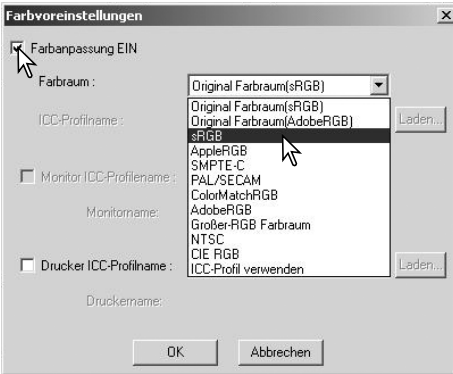 Farbvoreinstellungen
Farbanpassung EIN
Farbraum :
Original Farbraum(sRGB)
Original Farbraum(sRGB)
Original Farbraum(AdobeRGB)
sRGB
AppleRGB
SMPTE-C
PAL/SECAM
ColorMatchRGB
AdobeRGB
Großer-RGB Farbraum
NTSC
CIE RGB
ICC-Profil verwenden
ICC-Profilname :
Laden...
Monitor ICC-Profilename :
Monitorname:
Drucker ICC-Profilname :
Laden...
Druckername:
OK
Abbrechen